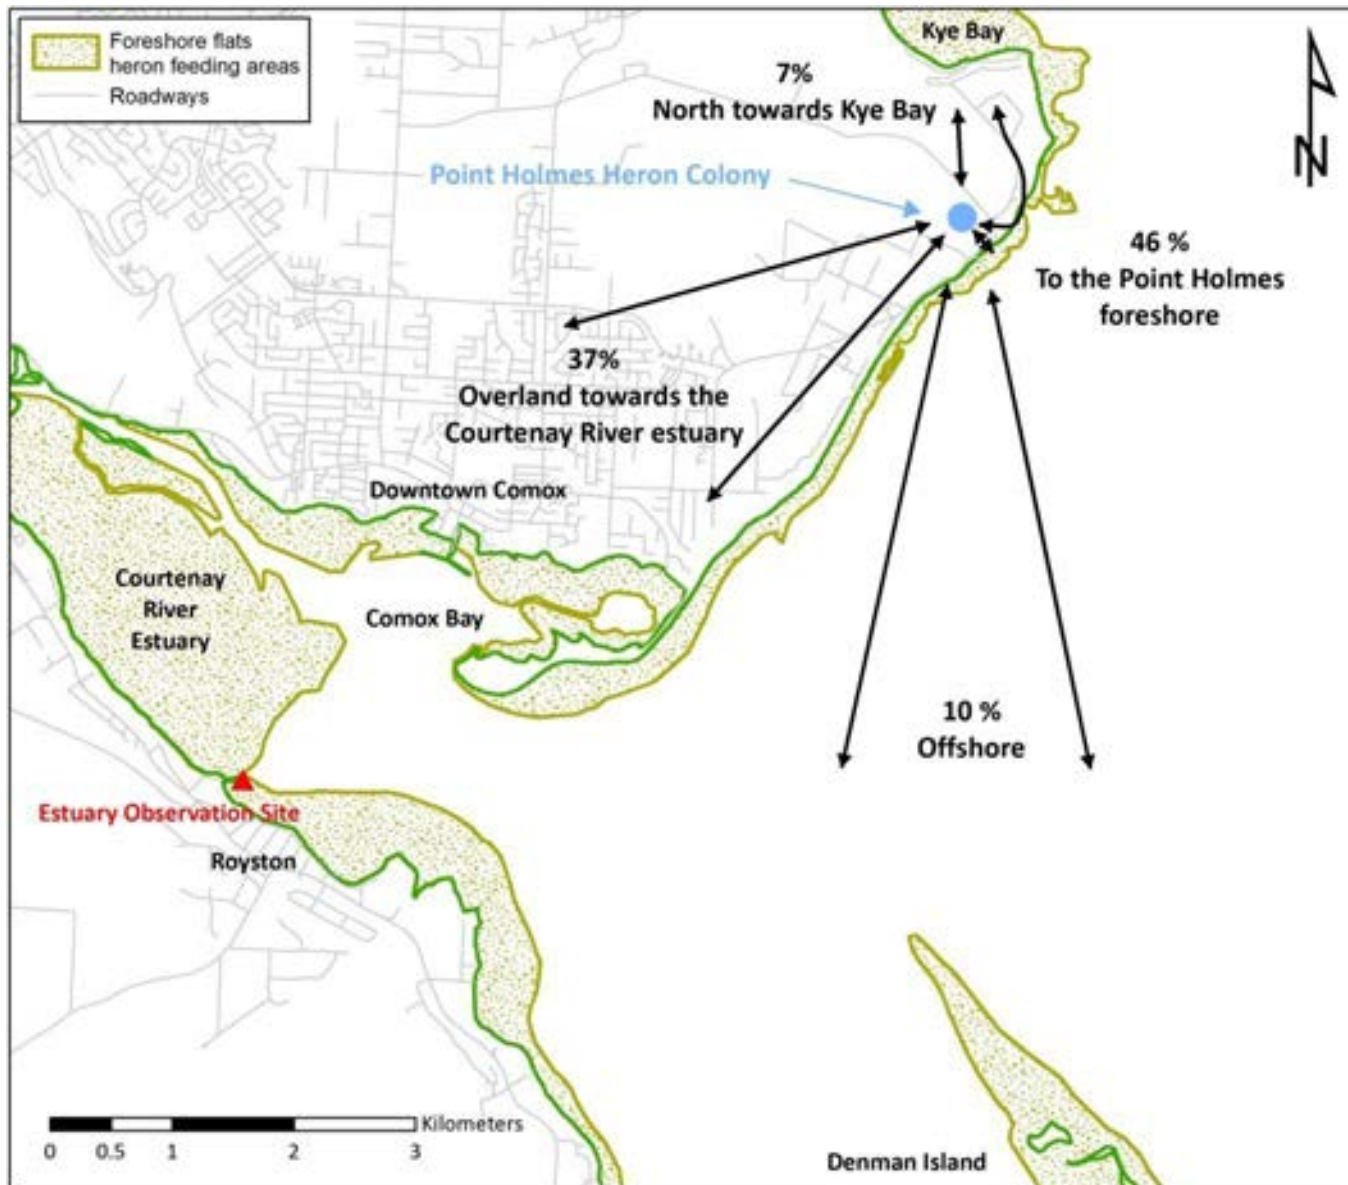 Foreshore flats
heron feeding areas
Roadways
Kye Bay
7%
North towards Kye Bay
Point Holmes Heron Colony
N
46 %
To the Point Holmes
foreshore
37%
Overland towards the
Courtenay River estuary
Downtown Comox
Courtenay
River
Estuary
Comox Bay
10 %
Offshore
Estuary Observation Site
Royston
Kilometers
0 0.5 1 2 3
Denman Island